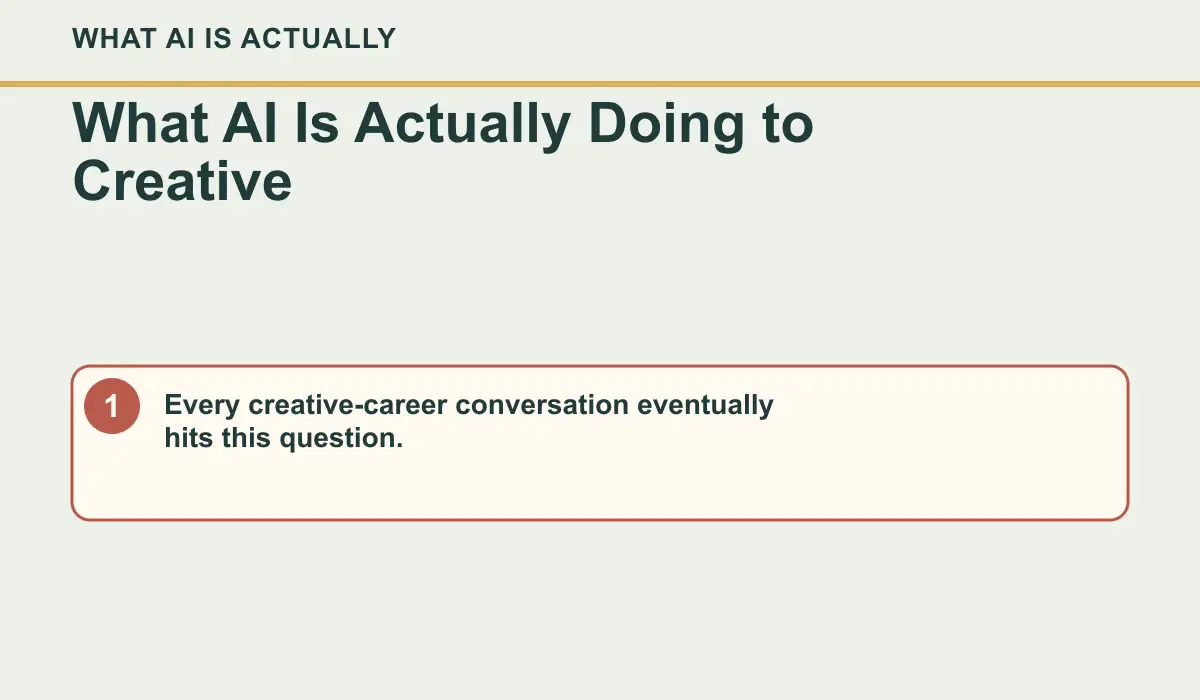 WHAT AI IS ACTUALLY
What AI Is Actually Doing to
Creative
1
Every creative-career conversation eventually
hits this question.